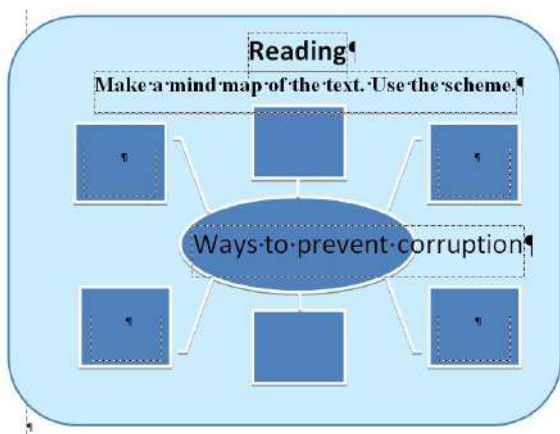 Reading
Make a mind map of the text. Use the scheme.
Ways to prevent corruption